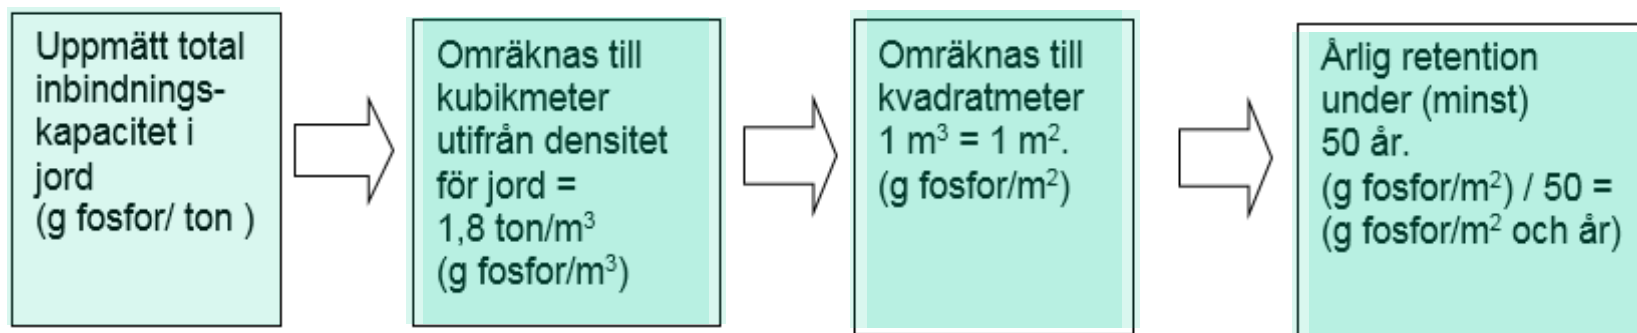 Uppmätt total
inbindnings-
kapacitet i
jord
(g fosfor/ ton )
Omräknas till
kubikmeter
utifrån densitet
för jord =
1,8 ton/m³
(g fosfor/m³)
Omräknas till
kvadratmeter
1 m³ = 1 m².
(g fosfor/m²)
Årlig retention
under (minst)
50 år.
(g fosfor/m²) / 50 =
(g fosfor/m² och år)